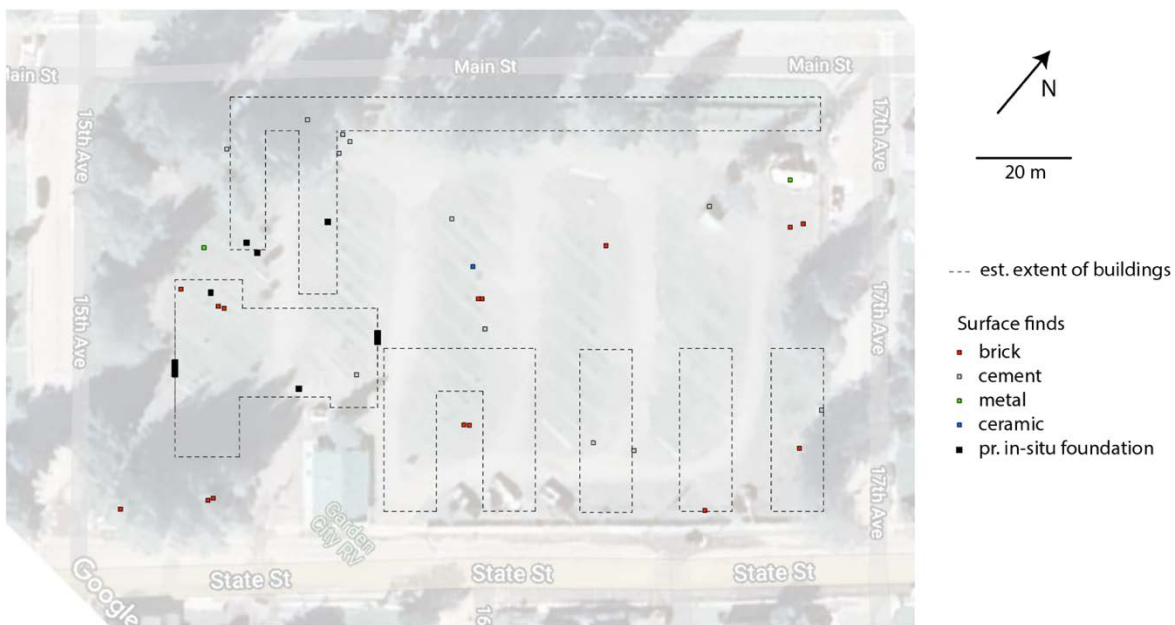 Main St
Main St
Main St
15th Ave
17th Ave
N
20 m
est. extent of buildings
Surface finds
brick
cement
metal
ceramic
pr. in-situ foundation
15th Ave
17th Ave
17th Ave
Garden
City RV
Google
State St
State St
State St
16